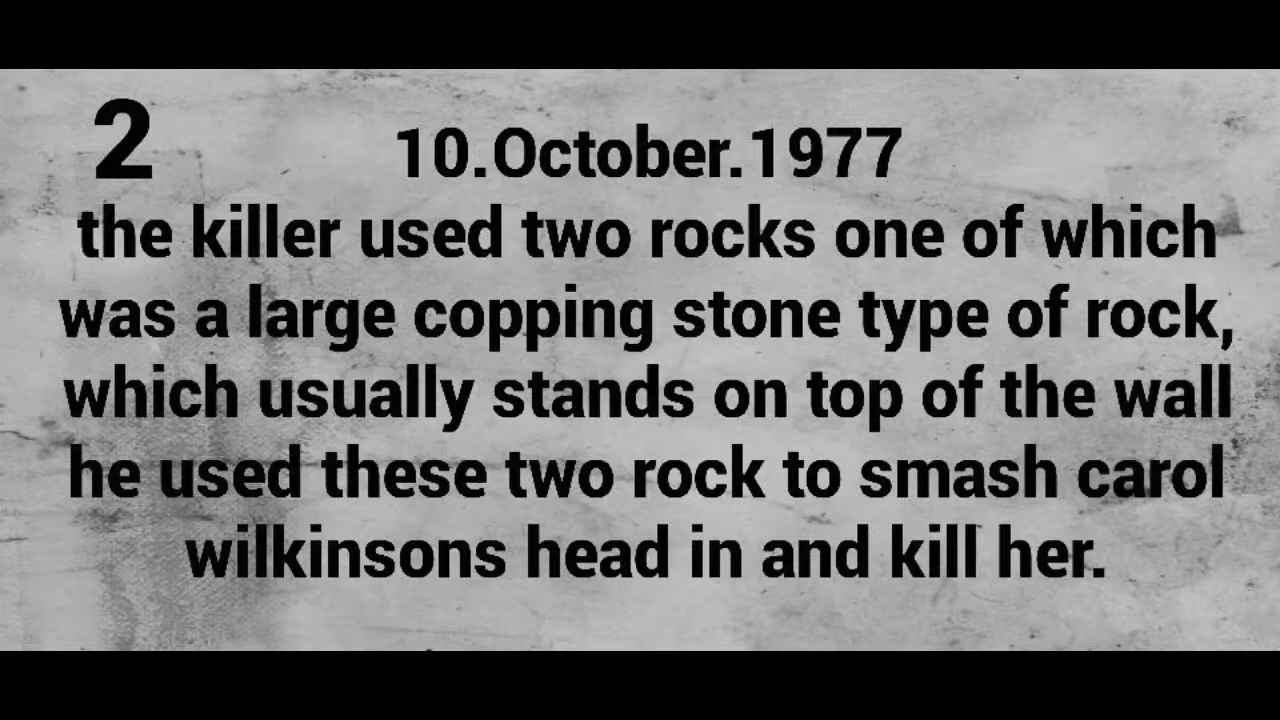 2
10.October.1977
the killer used two rocks one of which
was a large copping stone type of rock,
which usually stands on top of the wall
he used these two rock to smash carol
wilkinsons head in and kill her.